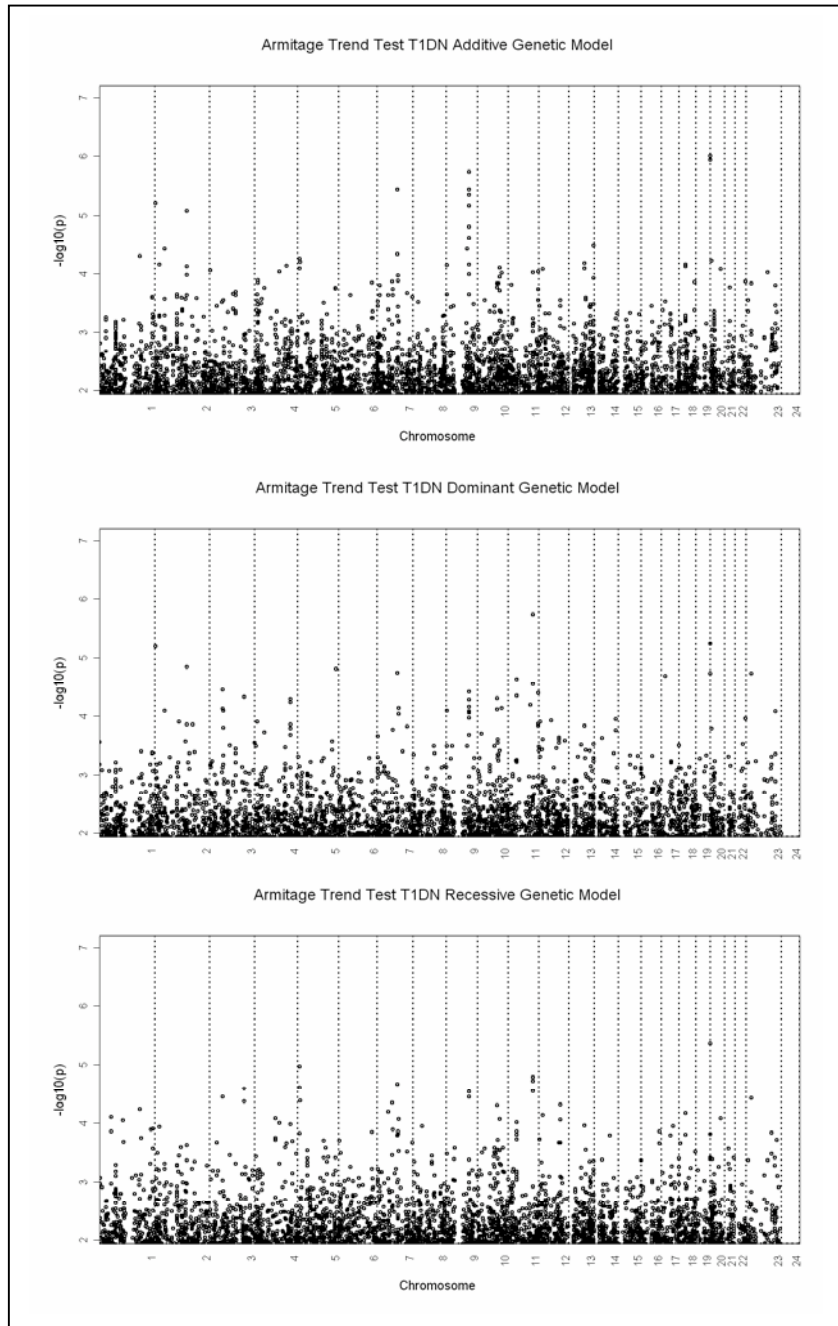 Armitage Trend Test T1DN Additive Genetic Model
7
6
5
4
3
2
-log10(p)
1 2 3 4 5 6 7 8 9 10 11 12 13 14 15 16 17 18 19 20 21 22 23 24
Chromosome
Armitage Trend Test T1DN Dominant Genetic Model
7
6
5
4
3
2
-log10(p)
1 2 3 4 5 6 7 8 9 10 11 12 13 14 15 16 17 18 19 20 21 22 23 24
Armitage Trend Test T1DN Recessive Genetic Model
7
6
5
4
3
2
-log10(p)
1 2 3 4 5 6 7 8 9 10 11 12 13 14 15 16 17 18 19 20 21 22 23 24
Chromosome